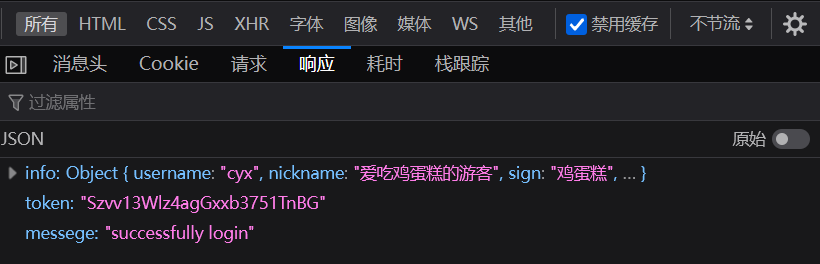 所有 HTML CSS JS XHR 字体 图像 媒体 WS 其他 禁用缓存 不节流
消息头 Cookie 请求 响应 耗时 栈跟踪
过滤属性
JSON 原始
info: Object { username: "cyx", nickname: "爱吃鸡蛋糕的游客", sign: "鸡蛋糕", … }
token: "Szvv13Wlz4agGxxb3751TnBG"
messege: "successfully login"